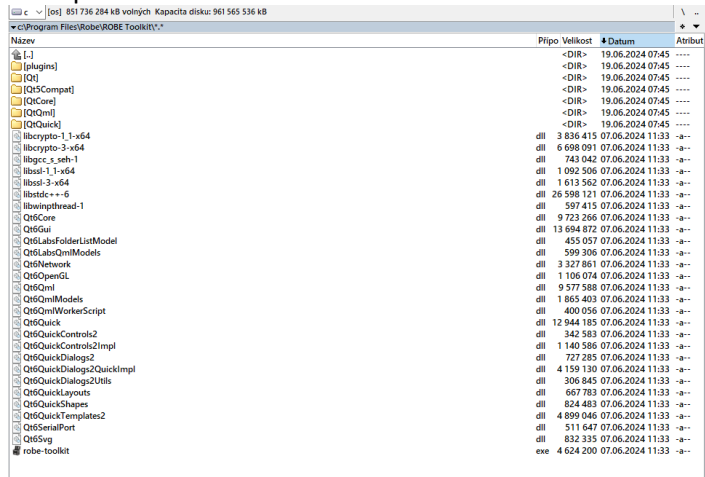 c [os] 851 736 284 kB volných Kapacita disku: 961 565 536 kB \ ..
c:\Program Files\Robe\ROBE Toolkit\*.* *
Název Přípo Velikost Datum Atribut
[..] <DIR> 19.06.2024 07:45 ----
[plugins] <DIR> 19.06.2024 07:45 ----
[Qt] <DIR> 19.06.2024 07:45 ----
[Qt5Compat] <DIR> 19.06.2024 07:45 ----
[QtCore] <DIR> 19.06.2024 07:45 ----
[QtQml] <DIR> 19.06.2024 07:45 ----
[QtQuick] <DIR> 19.06.2024 07:45 ----
libcrypto-1_1-x64 dll 3 836 415 07.06.2024 11:33 -a--
libcrypto-3-x64 dll 6 698 091 07.06.2024 11:33 -a--
libgcc_s_seh-1 dll 743 042 07.06.2024 11:33 -a--
libssl-1_1-x64 dll 1 092 506 07.06.2024 11:33 -a--
libssl-3-x64 dll 1 613 562 07.06.2024 11:33 -a--
libstdc++-6 dll 26 598 121 07.06.2024 11:33 -a--
libwinpthread-1 dll 597 415 07.06.2024 11:33 -a--
Qt6Core dll 9 723 266 07.06.2024 11:33 -a--
Qt6Gui dll 13 694 872 07.06.2024 11:33 -a--
Qt6LabsFolderListModel dll 455 057 07.06.2024 11:33 -a--
Qt6LabsQmlModels dll 599 306 07.06.2024 11:33 -a--
Qt6Network dll 3 327 861 07.06.2024 11:33 -a--
Qt6OpenGL dll 1 106 074 07.06.2024 11:33 -a--
Qt6Qml dll 9 577 588 07.06.2024 11:33 -a--
Qt6QmlModels dll 1 865 403 07.06.2024 11:33 -a--
Qt6QmlWorkerScript dll 400 056 07.06.2024 11:33 -a--
Qt6Quick dll 12 944 185 07.06.2024 11:33 -a--
Qt6QuickControls2 dll 342 583 07.06.2024 11:33 -a--
Qt6QuickControls2Impl dll 1 140 586 07.06.2024 11:33 -a--
Qt6QuickDialogs2 dll 727 285 07.06.2024 11:33 -a--
Qt6QuickDialogs2QuickImpl dll 4 159 130 07.06.2024 11:33 -a--
Qt6QuickDialogs2Utils dll 306 845 07.06.2024 11:33 -a--
Qt6QuickLayouts dll 667 783 07.06.2024 11:33 -a--
Qt6QuickShapes dll 824 483 07.06.2024 11:33 -a--
Qt6QuickTemplates2 dll 4 899 046 07.06.2024 11:33 -a--
Qt6SerialPort dll 511 647 07.06.2024 11:33 -a--
Qt6Svg dll 832 335 07.06.2024 11:33 -a--
robe-toolkit exe 4 624 200 07.06.2024 11:33 -a--